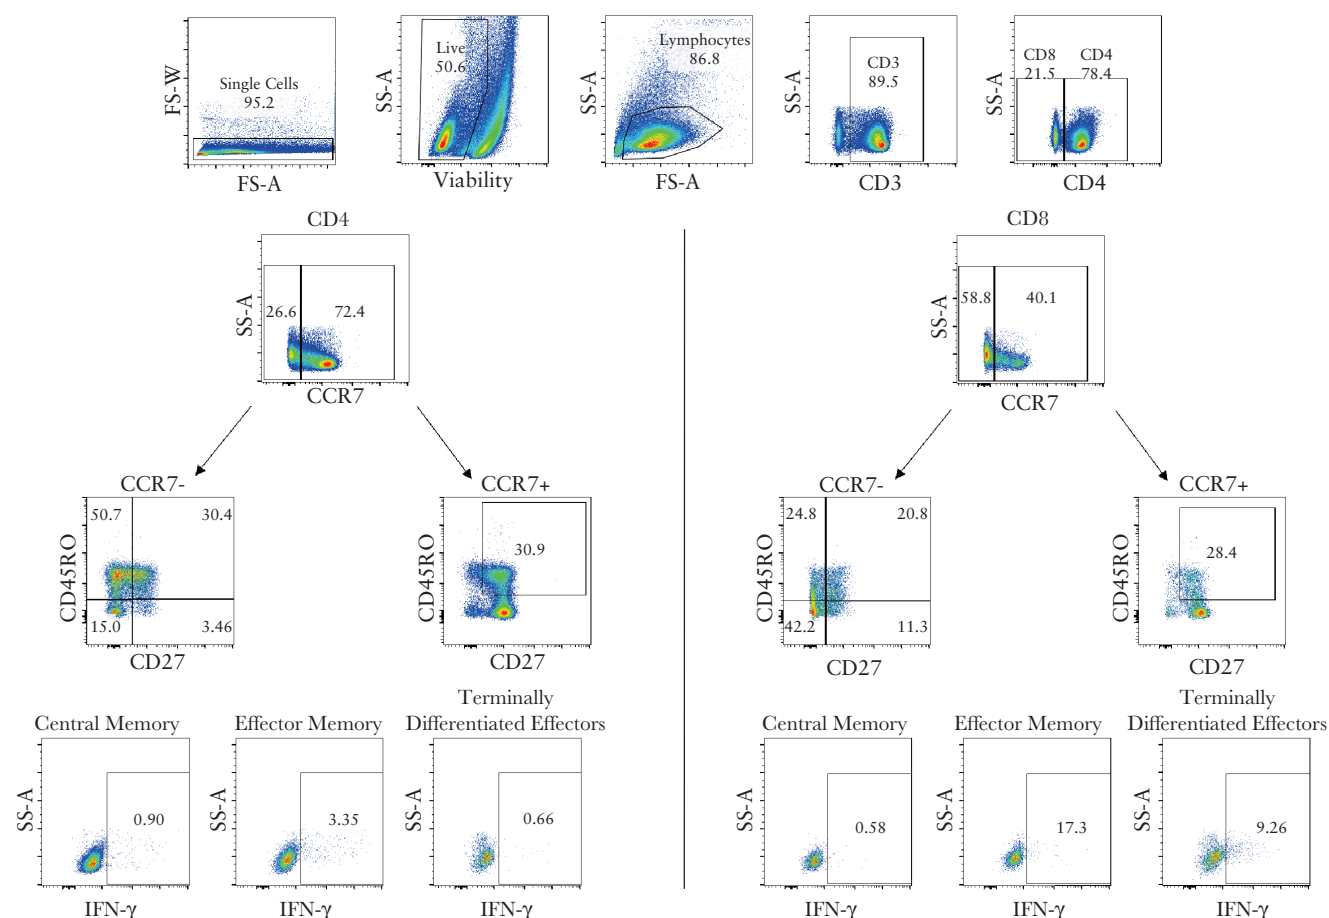 FS-W
Single Cells
95.2
FS-A
SS-A
Live
50.6
Viability
SS-A
Lymphocytes
86.8
FS-A
SS-A
CD3
89.5
CD3
SS-A
CD8
21.5
CD4
78.4
CD4
CD4
SS-A
26.6
72.4
CCR7
CD8
SS-A
58.8
40.1
CCR7
CCR7-
CD45RO
50.7
30.4
15.0
3.46
CD27
CCR7+
CD45RO
30.9
CD27
CCR7-
CD45RO
24.8
20.8
42.2
11.3
CD27
CCR7+
CD45RO
28.4
CD27
Central Memory
SS-A
0.90
IFN-γ
Effector Memory
SS-A
3.35
IFN-γ
Terminally
Differentiated Effectors
SS-A
0.66
IFN-γ
Central Memory
SS-A
0.58
IFN-γ
Effector Memory
SS-A
17.3
IFN-γ
Terminally
Differentiated Effectors
SS-A
9.26
IFN-γ